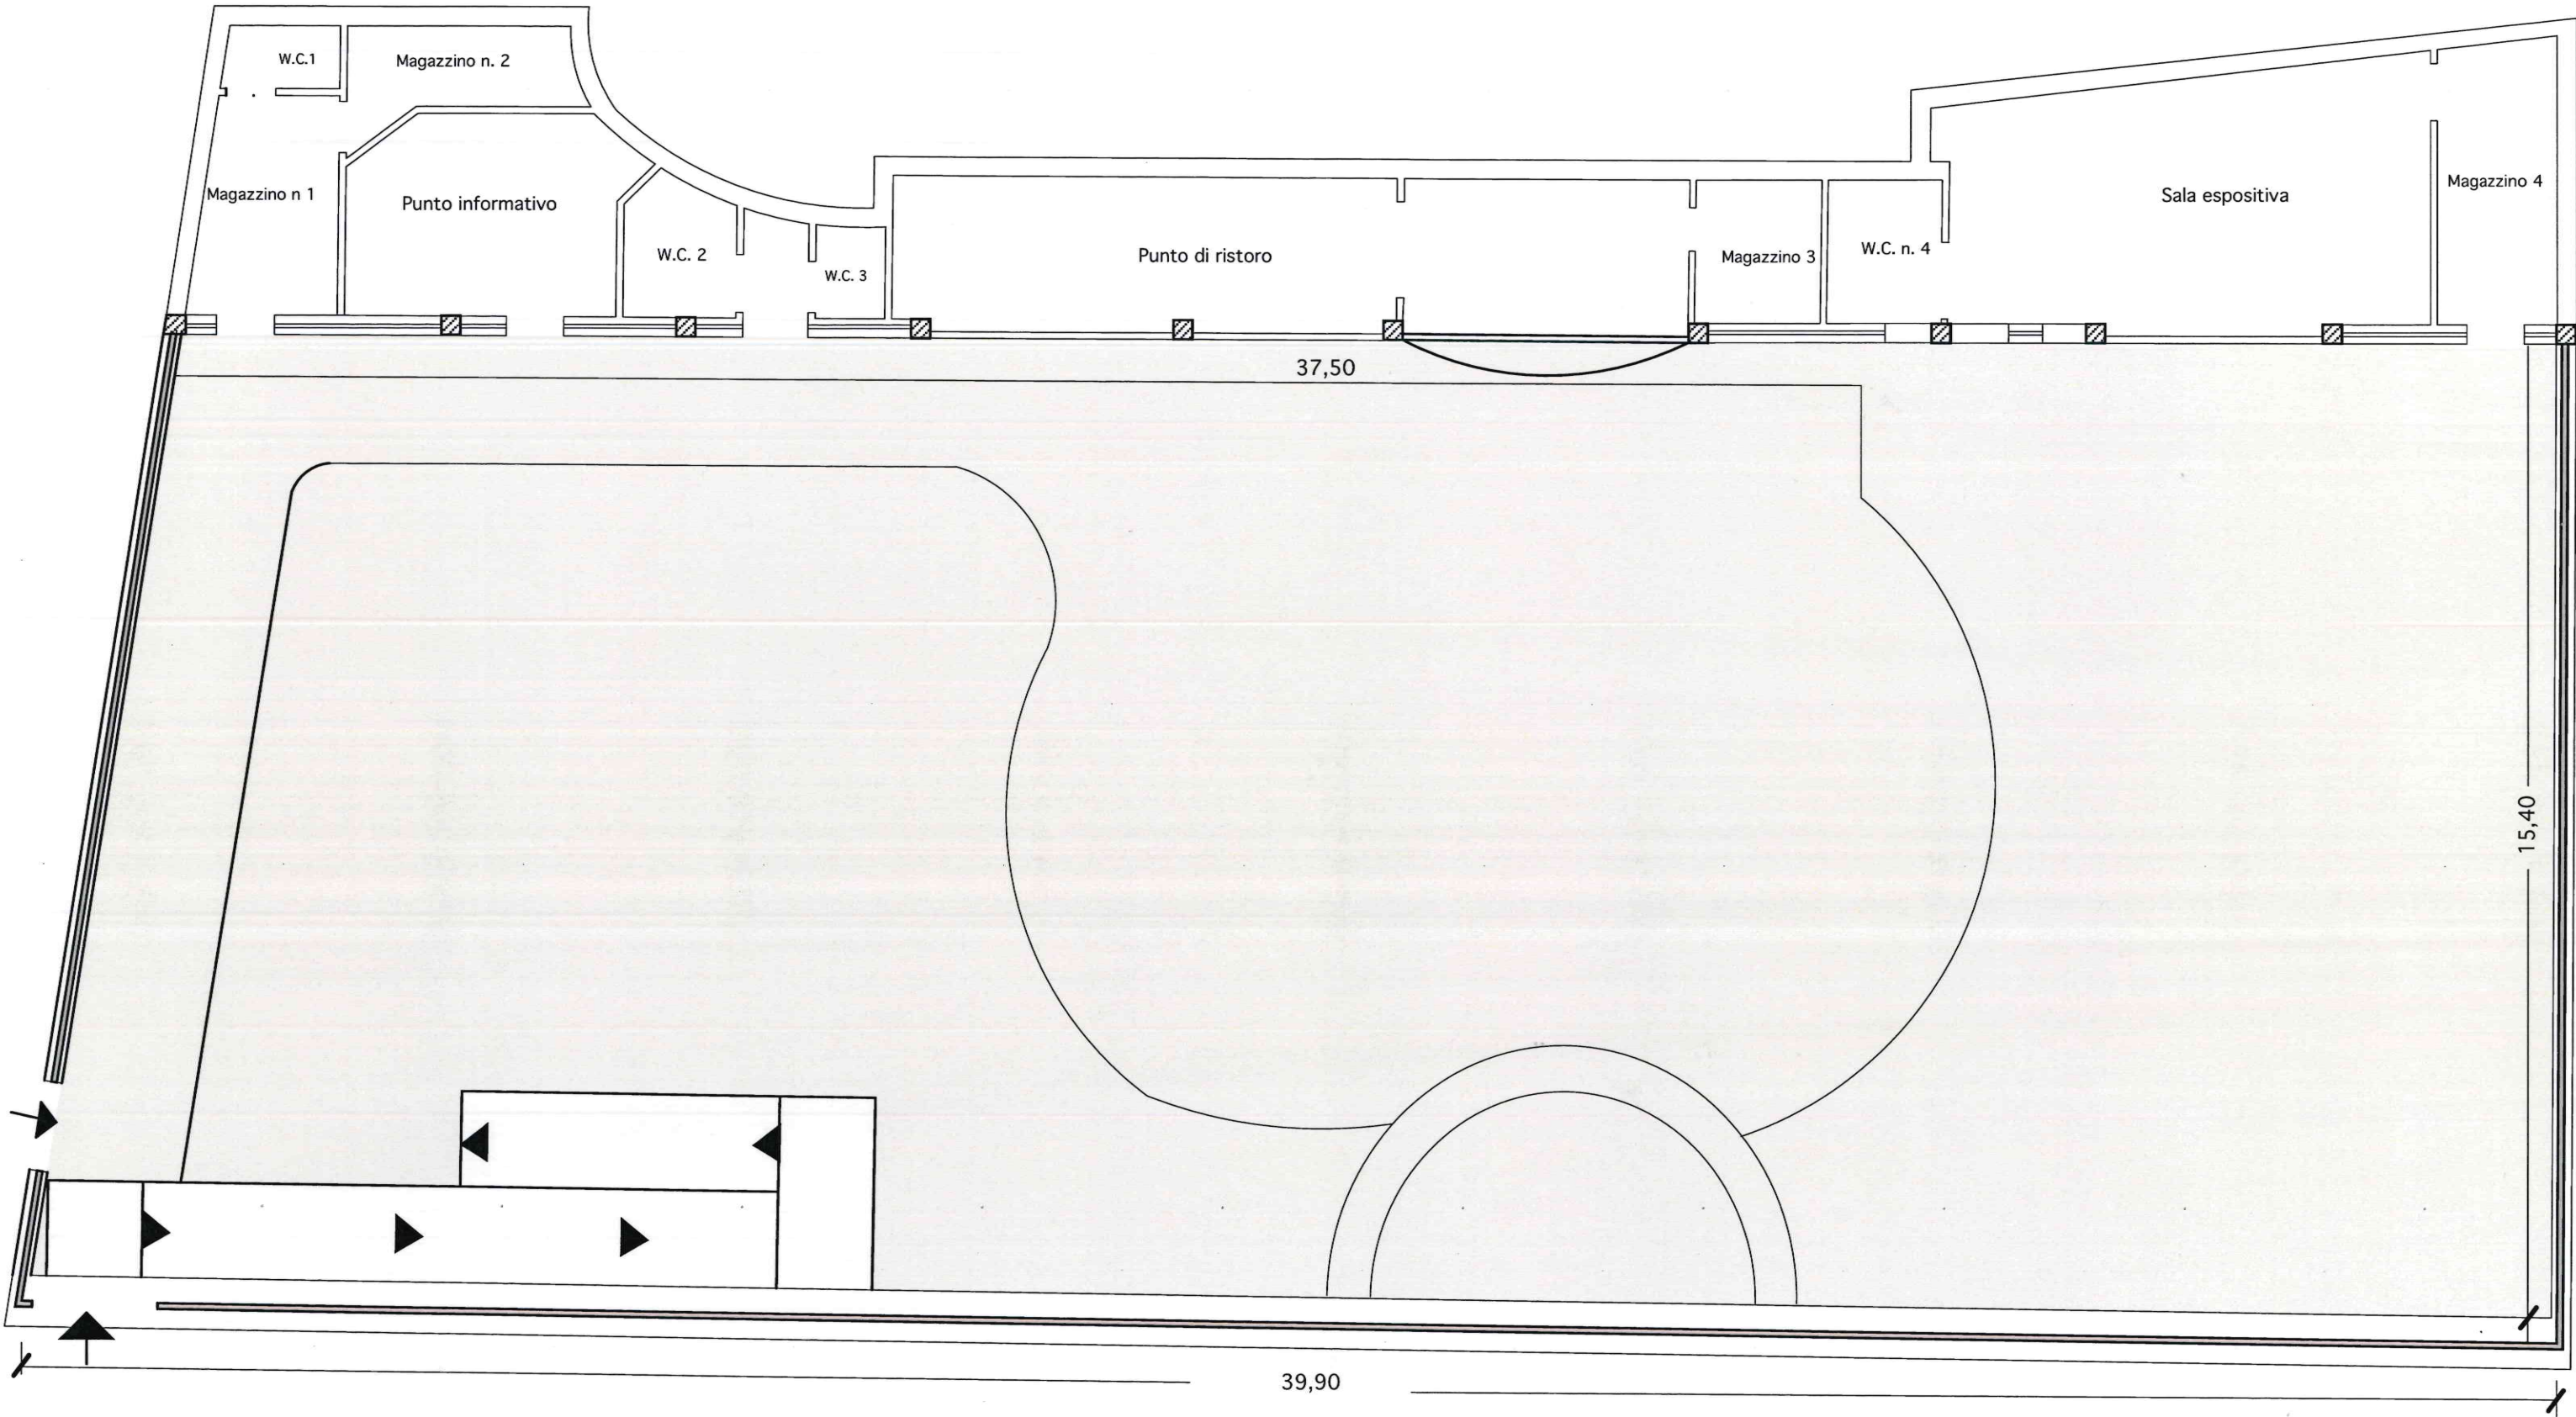 W.C.1
Magazzino n. 2
Magazzino n 1
Punto informativo
W.C. 2
W.C. 3
Punto di ristoro
Magazzino 3
W.C. n. 4
Sala espositiva
Magazzino 4
37,50
15,40
39,90